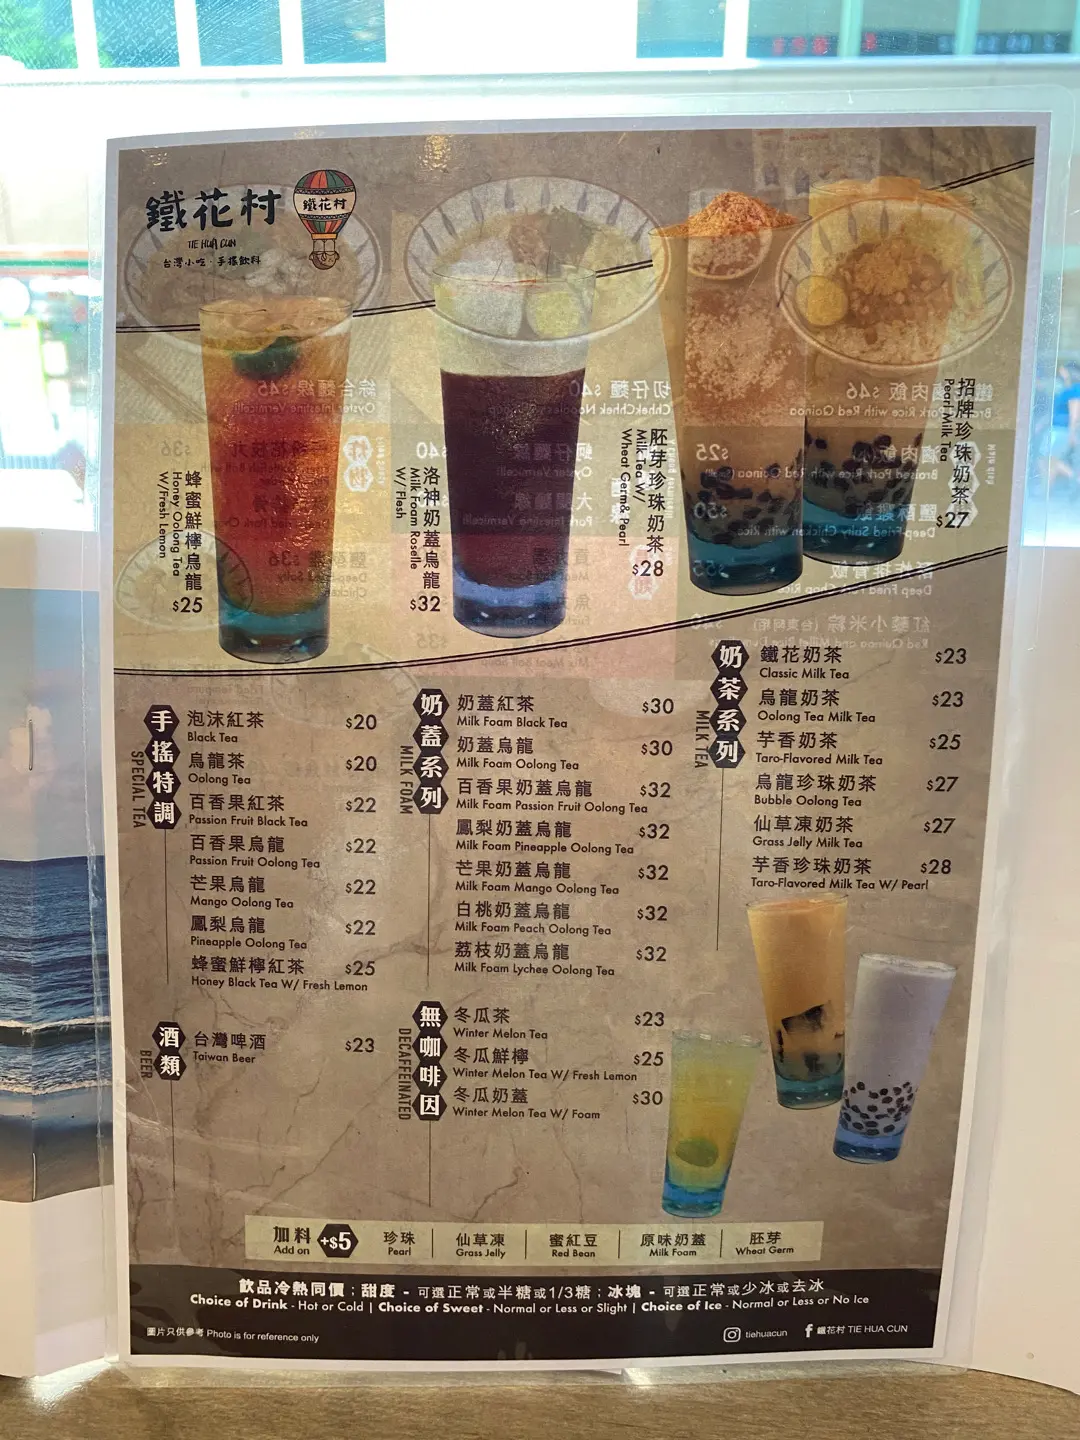 鐵花村
TIE HUA CUN
台灣小吃·手搖飲料
鐵花村
蜂蜜鮮檸烏龍
Honey Oolong Tea
W/Fresh Lemon
$25
洛神奶蓋烏龍
Milk Foam Roselle
W/ Flesh
$32
胚芽珍珠奶茶
Milk Tea W/
Wheat Germ& Pearl
$28
招牌珍珠奶茶
Pearl Milk Tea
$27
手搖特調
SPECIAL TEA
泡沫紅茶 $20
Black Tea
烏龍茶 $20
Oolong Tea
百香果紅茶 $22
Passion Fruit Black Tea
百香果烏龍 $22
Passion Fruit Oolong Tea
芒果烏龍 $22
Mango Oolong Tea
鳳梨烏龍 $22
Pineapple Oolong Tea
蜂蜜鮮檸紅茶 $25
Honey Black Tea W/ Fresh Lemon
酒類
BEER
台灣啤酒 $23
Taiwan Beer
奶蓋系列
MILK FOAM
奶蓋紅茶 $30
Milk Foam Black Tea
奶蓋烏龍 $30
Milk Foam Oolong Tea
百香果奶蓋烏龍 $32
Milk Foam Passion Fruit Oolong Tea
鳳梨奶蓋烏龍 $32
Milk Foam Pineapple Oolong Tea
芒果奶蓋烏龍 $32
Milk Foam Mango Oolong Tea
白桃奶蓋烏龍 $32
Milk Foam Peach Oolong Tea
荔枝奶蓋烏龍 $32
Milk Foam Lychee Oolong Tea
無咖啡因
DECAFFEINATED
冬瓜茶 $23
Winter Melon Tea
冬瓜鮮檸 $25
Winter Melon Tea W/ Fresh Lemon
冬瓜奶蓋 $30
Winter Melon Tea W/ Foam
奶茶系列
MILK TEA
鐵花奶茶 $23
Classic Milk Tea
烏龍奶茶 $23
Oolong Tea Milk Tea
芋香奶茶 $25
Taro-Flavored Milk Tea
烏龍珍珠奶茶 $27
Bubble Oolong Tea
仙草凍奶茶 $27
Grass Jelly Milk Tea
芋香珍珠奶茶 $28
Taro-Flavored Milk Tea W/ Pearl
加料 +$5 珍珠 仙草凍 蜜紅豆 原味奶蓋 胚芽
Add on Pearl Grass Jelly Red Bean Milk Foam Wheat Germ
飲品冷熱同價；甜度 - 可選正常或半糖或1/3糖；冰塊 - 可選正常或少冰或去冰
Choice of Drink - Hot or Cold | Choice of Sweet - Normal or Less or Slight | Choice of Ice - Normal or Less or No Ice
圖片只供參考 Photo is for reference only
tiehuacun f 鐵花村 TIE HUA CUN